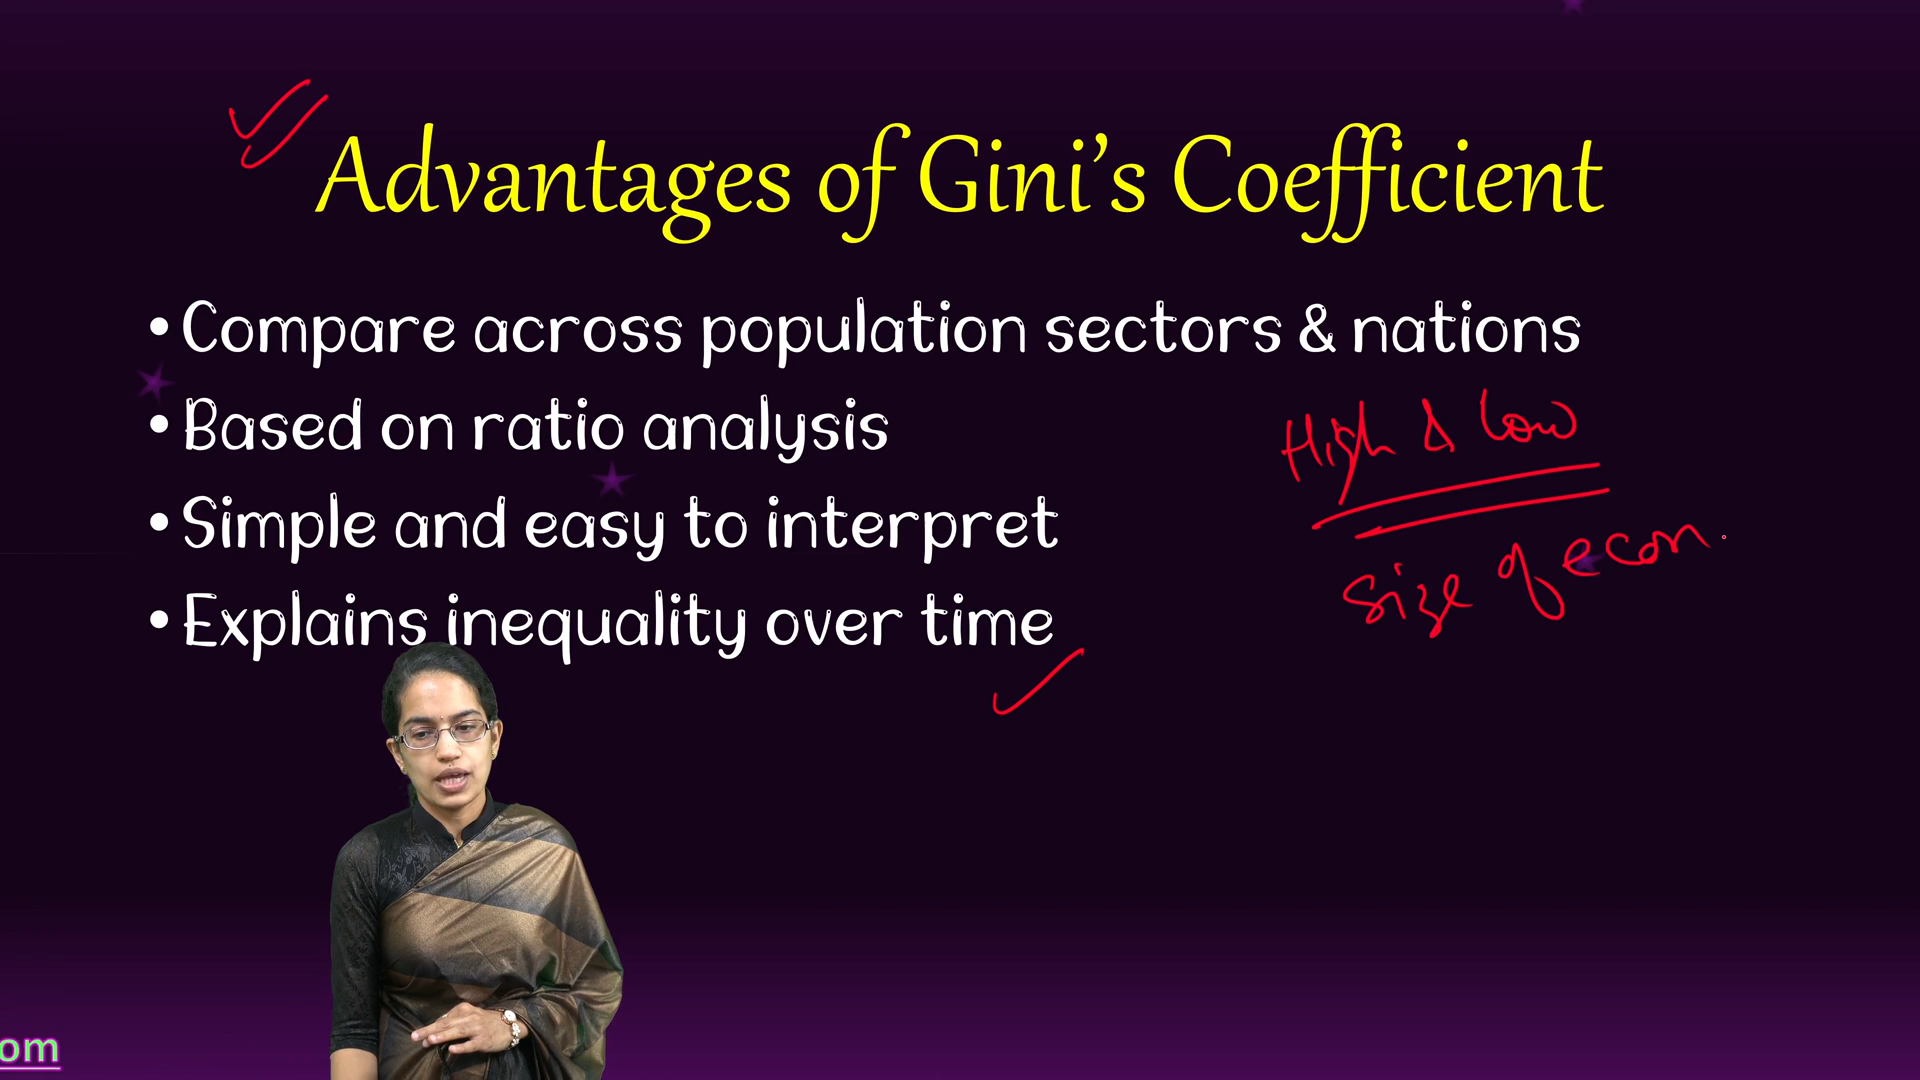 Advantages of Gini’s Coefficient
• Compare across population sectors & nations
• Based on ratio analysis
• Simple and easy to interpret
• Explains inequality over time
High & low
Size of econ.
om